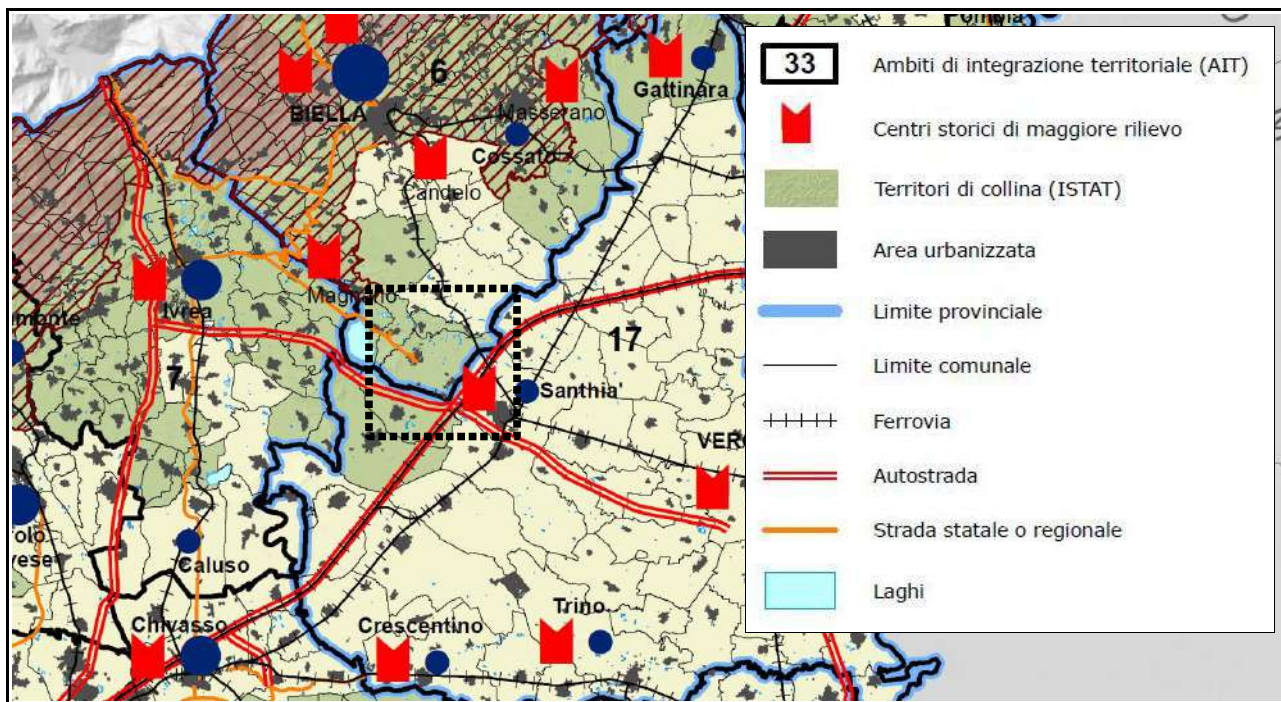 6
Gattinara
BIELLA
Masserano
Cossato
Candelo
Magnano
Ivrea
7
17
Santhia'
Caluso
Chivasso
Crescentino
Trino
33 Ambiti di integrazione territoriale (AIT)
Centri storici di maggiore rilievo
Territori di collina (ISTAT)
Area urbanizzata
Limite provinciale
Limite comunale
Ferrovia
Autostrada
Strada statale o regionale
Laghi